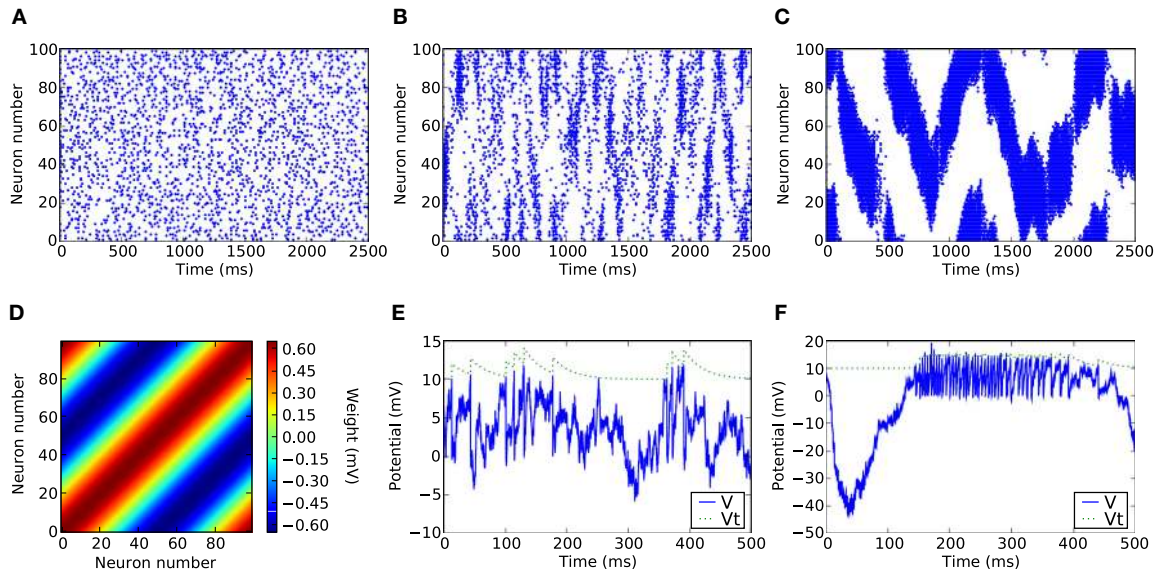 A
B
C
100
80
60
40
20
0
Neuron number
0 500 1000 1500 2000 2500
Time (ms)
100
80
60
40
20
0
Neuron number
0 500 1000 1500 2000 2500
Time (ms)
100
80
60
40
20
0
Neuron number
0 500 1000 1500 2000 2500
Time (ms)
D
E
F
80
60
40
20
0
Neuron number
0 20 40 60 80
Neuron number
0.60
0.45
0.30
0.15
0.00
−0.15
−0.30
−0.45
−0.60
Weight (mV)
15
10
5
0
−5
−10
Potential (mV)
V
Vt
0 100 200 300 400 500
Time (ms)
20
10
0
−10
−20
−30
−40
−50
Potential (mV)
V
Vt
0 100 200 300 400 500
Time (ms)